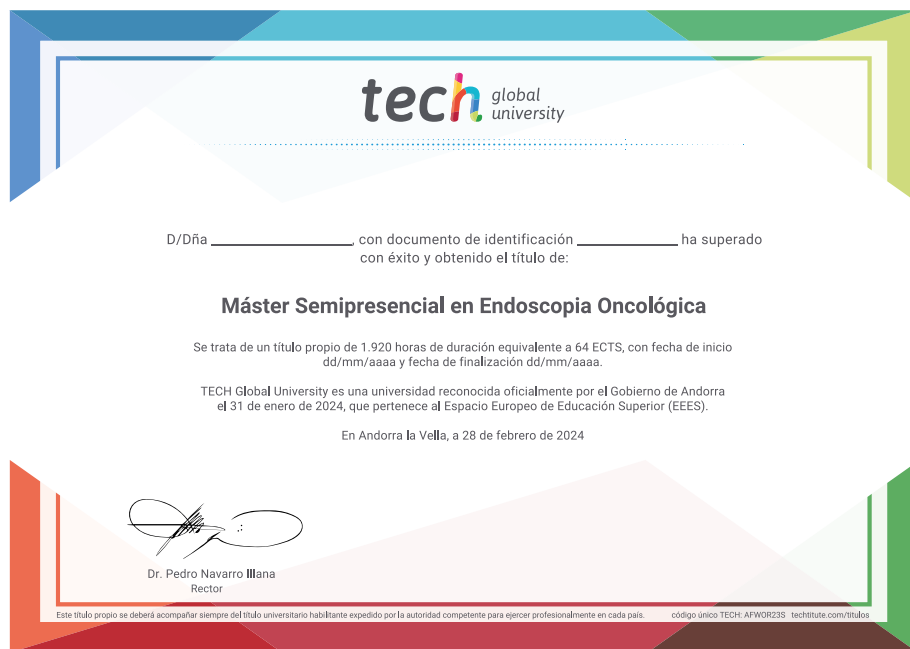 tech global university
D/Dña ______________, con documento de identificación __________ ha superado
con éxito y obtenido el título de:
Máster Semipresencial en Endoscopia Oncológica
Se trata de un título propio de 1.920 horas de duración equivalente a 64 ECTS, con fecha de inicio
dd/mm/aaaa y fecha de finalización dd/mm/aaaa.
TECH Global University es una universidad reconocida oficialmente por el Gobierno de Andorra
el 31 de enero de 2024, que pertenece al Espacio Europeo de Educación Superior (EEES).
En Andorra la Vella, a 28 de febrero de 2024
Dr. Pedro Navarro Illana
Rector
Este título propio se deberá acompañar siempre del título universitario habilitante expedido por la autoridad competente para ejercer profesionalmente en cada país. código único TECH: AFWOR23S techtitute.com/titulos